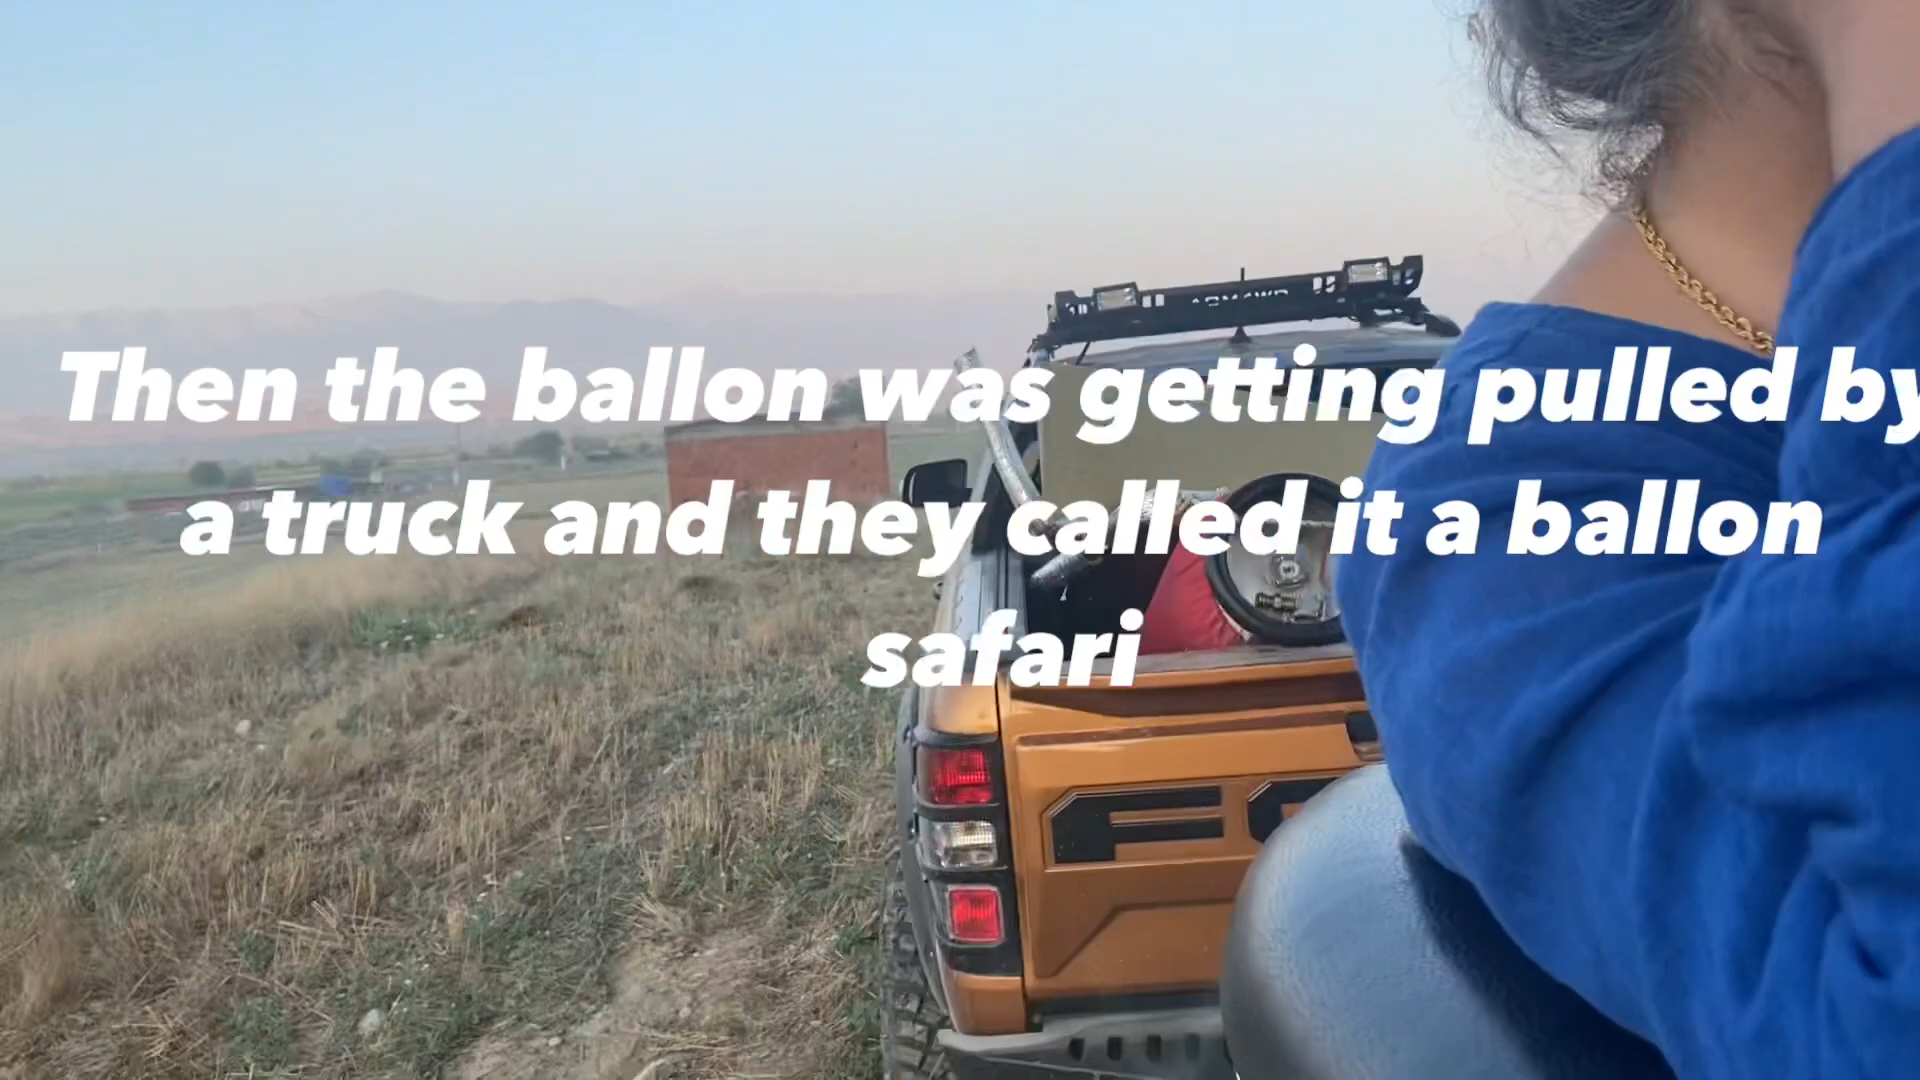 Then the ballon was getting pulled by
a truck and they called it a ballon
safari